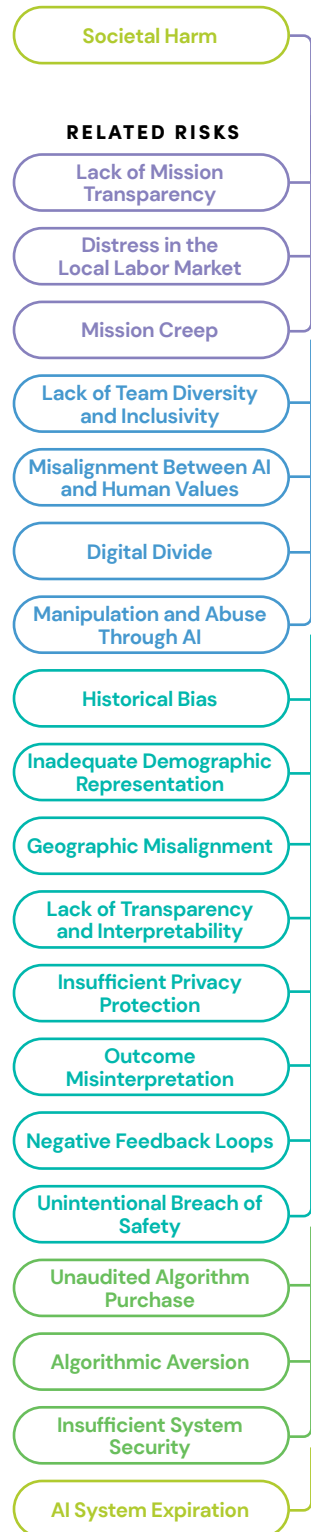 Societal Harm
RELATED RISKS
Lack of Mission
Transparency
Distress in the
Local Labor Market
Mission Creep
Lack of Team Diversity
and Inclusivity
Misalignment Between AI
and Human Values
Digital Divide
Manipulation and Abuse
Through AI
Historical Bias
Inadequate Demographic
Representation
Geographic Misalignment
Lack of Transparency
and Interpretability
Insufficient Privacy
Protection
Outcome
Misinterpretation
Negative Feedback Loops
Unintentional Breach of
Safety
Unaudited Algorithm
Purchase
Algorithmic Aversion
Insufficient System
Security
AI System Expiration